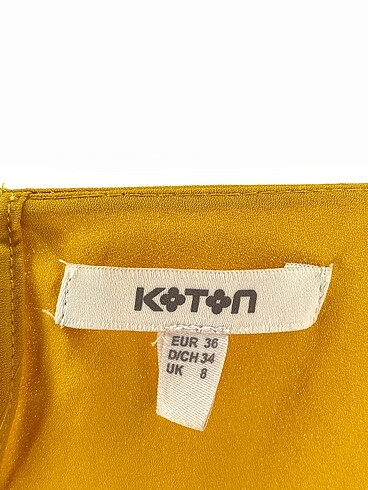 KOTON
EUR 36
D/CH 34
UK 8